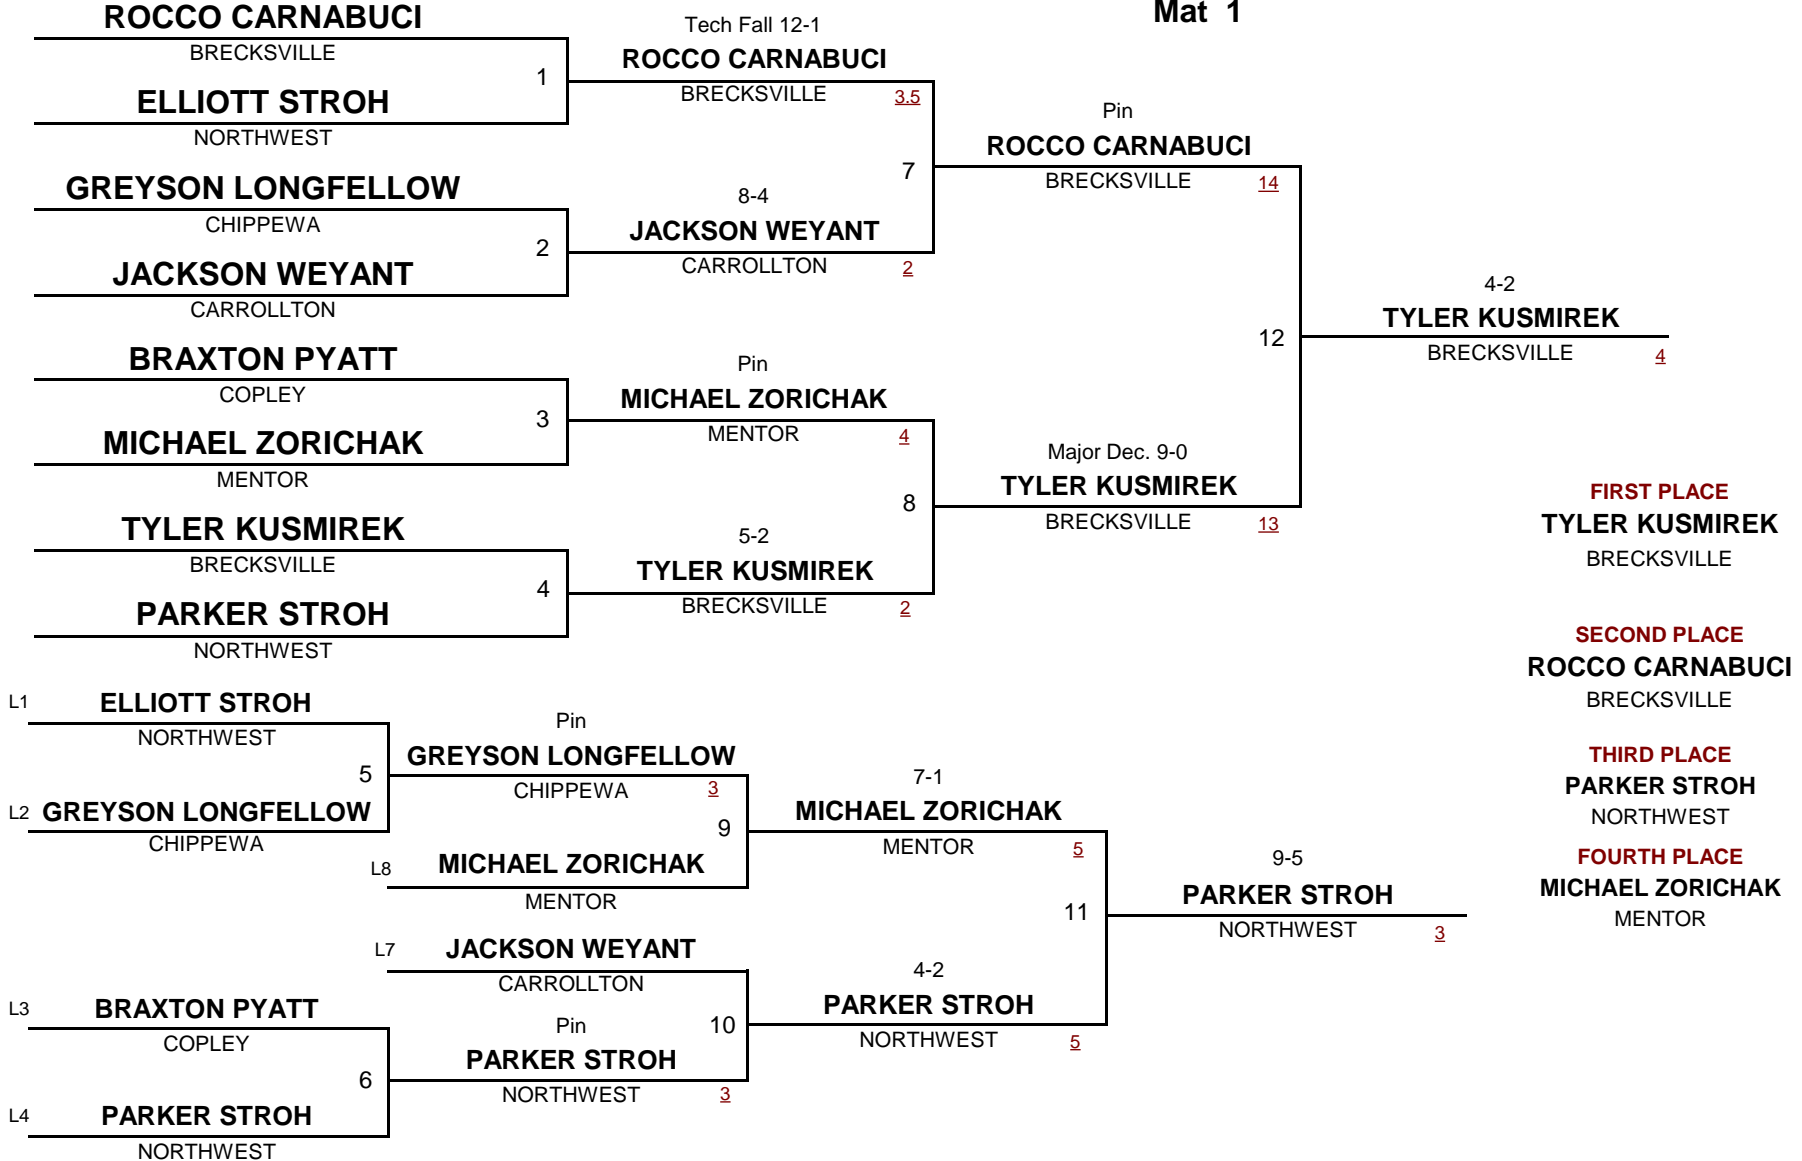 Mat 1
ROCCO CARNABUCI
BRECKSVILLE
1
ELLIOTT STROH
NORTHWEST
GREYSON LONGFELLOW
CHIPPEWA
2
JACKSON WEYANT
CARROLLTON
BRAXTON PYATT
COPLEY
3
MICHAEL ZORICHAK
MENTOR
TYLER KUSMIREK
BRECKSVILLE
4
PARKER STROH
NORTHWEST
Tech Fall 12-1
ROCCO CARNABUCI
BRECKSVILLE 3.5
7
8-4
JACKSON WEYANT
CARROLLTON 2
Pin
MICHAEL ZORICHAK
MENTOR 4
8
5-2
TYLER KUSMIREK
BRECKSVILLE 2
Pin
ROCCO CARNABUCI
BRECKSVILLE 14
12
Major Dec. 9-0
TYLER KUSMIREK
BRECKSVILLE 13
4-2
TYLER KUSMIREK
BRECKSVILLE 4
FIRST PLACE
TYLER KUSMIREK
BRECKSVILLE
SECOND PLACE
ROCCO CARNABUCI
BRECKSVILLE
THIRD PLACE
PARKER STROH
NORTHWEST
FOURTH PLACE
MICHAEL ZORICHAK
MENTOR
L1 ELLIOTT STROH
NORTHWEST
5
L2 GREYSON LONGFELLOW
CHIPPEWA
L3 BRAXTON PYATT
COPLEY
6
L4 PARKER STROH
NORTHWEST
Pin
GREYSON LONGFELLOW
CHIPPEWA 3
9
L8 MICHAEL ZORICHAK
MENTOR
L7 JACKSON WEYANT
CARROLLTON
Pin 10
PARKER STROH
NORTHWEST 3
7-1
MICHAEL ZORICHAK
MENTOR 5
11
4-2
PARKER STROH
NORTHWEST 5
9-5
PARKER STROH
NORTHWEST 3